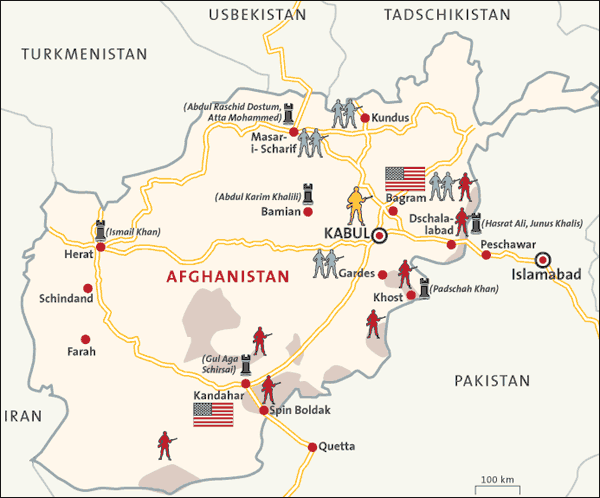 USBEKISTAN
TADSCHIKISTAN
TURKMENISTAN
(Abdul Raschid Dostum,
Atta Mohammed)
Kundus
Masar-
i-Scharif
Bagram
(Abdul Karim Khalili)
Bamian
Dschala-
labad
(Hasrat Ali, Junus Khalis)
(Ismail Khan)
KABUL
Peschawar
Herat
Islamabad
AFGHANISTAN
Gardes
Schindand
Khost
(Padschah Khan)
Farah
(Gul Aga
Schirsai)
PAKISTAN
Kandahar
Spin Boldak
IRAN
Quetta
100 km